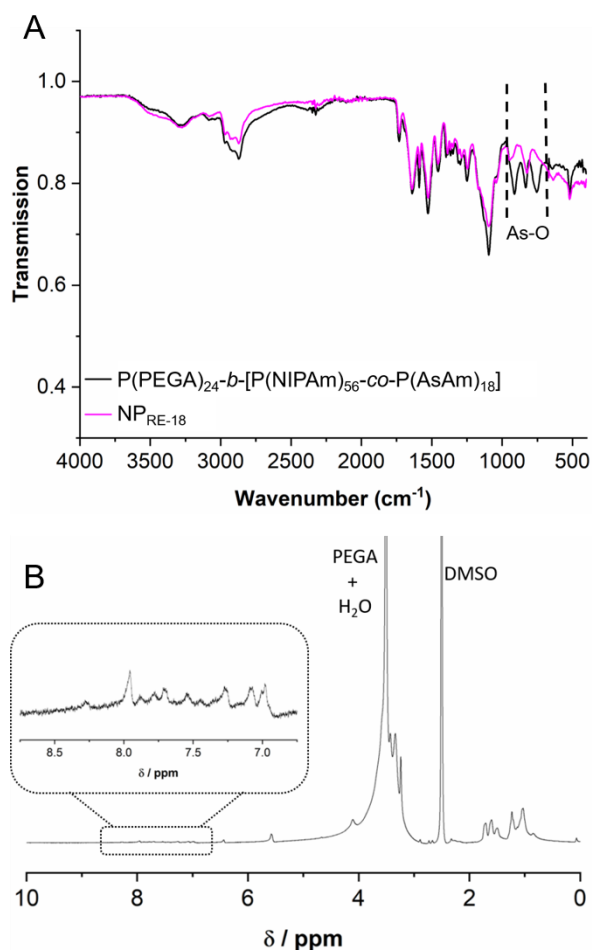 A
1.0
0.8
0.6
0.4
Transmission
As-O
P(PEGA)24-b-[P(NIPAm)56-co-P(AsAm)18]
NPRE-18
4000 3500 3000 2500 2000 1500 1000 500
Wavenumber (cm-1)
B
PEGA
+
H2O
DMSO
8.5 8.0 7.5 7.0
δ / ppm
10 8 6 4 2 0
δ / ppm